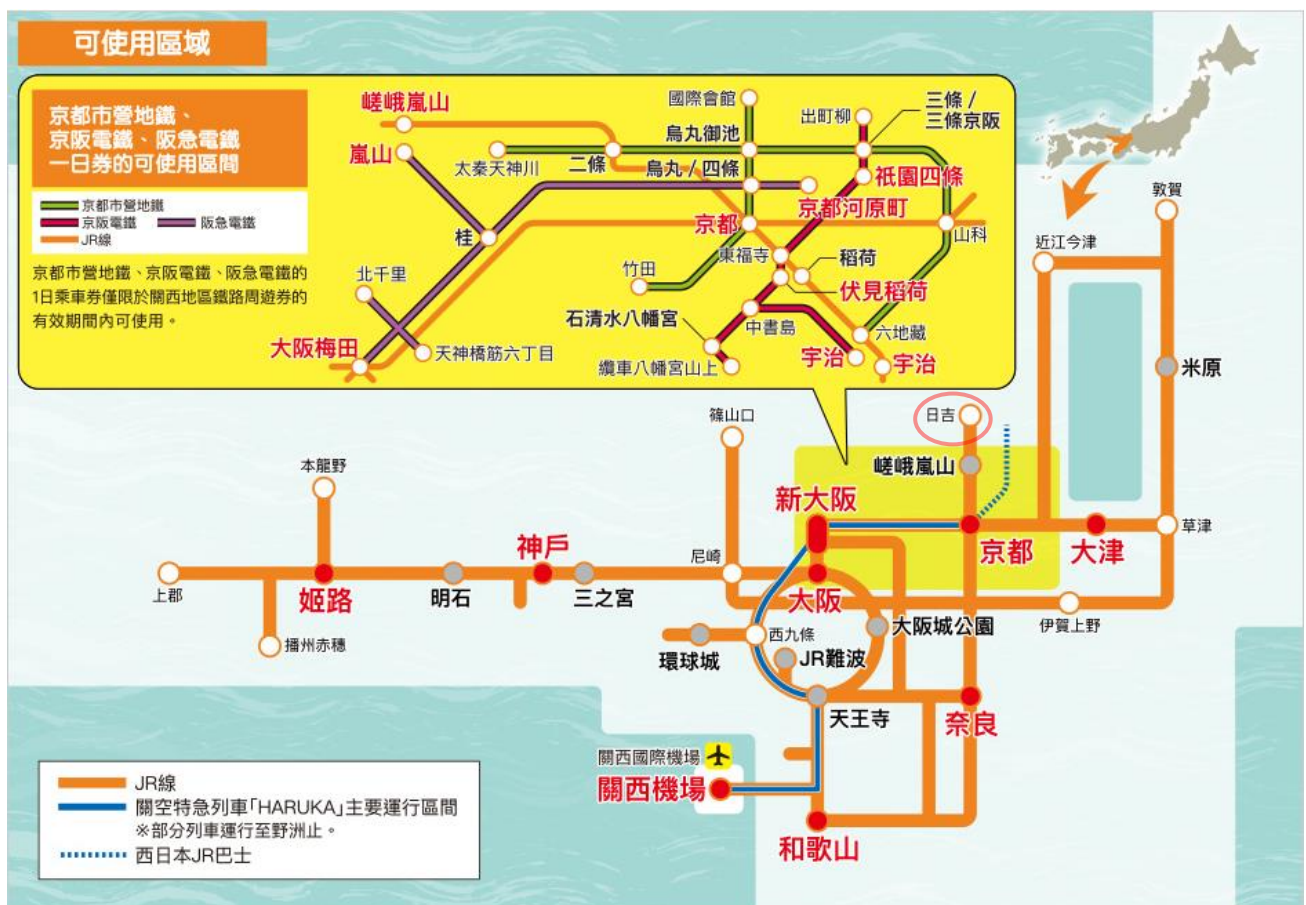 可使用區域
京都市營地鐵、
京阪電鐵、阪急電鐵
一日券的可使用區間
京都市營地鐵
京阪電鐵
阪急電鐵
JR線
京都市營地鐵、京阪電鐵、阪急電鐵的
1日乘車券僅限於關西地區鐵路周遊券的
有效期間內可使用。
嵯峨嵐山
嵐山
太秦天神川
二條
國際會館
烏丸御池
烏丸 / 四條
出町柳
三條 /
三條京阪
祇園四條
京都河原町
京都
山科
桂
東福寺
稻荷
竹田
伏見稻荷
北千里
石清水八幡宮
中書島
六地藏
大阪梅田
天神橋筋六丁目
纜車八幡宮山上
宇治
宇治
敦賀
近江今津
米原
日吉
嵯峨嵐山
篠山口
本龍野
新大阪
京都
大津
草津
神戶
尼崎
上郡
姬路
明石
三之宮
大阪
伊賀上野
播州赤穗
西九條
大阪城公園
環球城
JR難波
天王寺
奈良
關西國際機場
關西機場
和歌山
JR線
關空特急列車「HARUKA」主要運行區間
※部分列車運行至野洲止。
西日本JR巴士